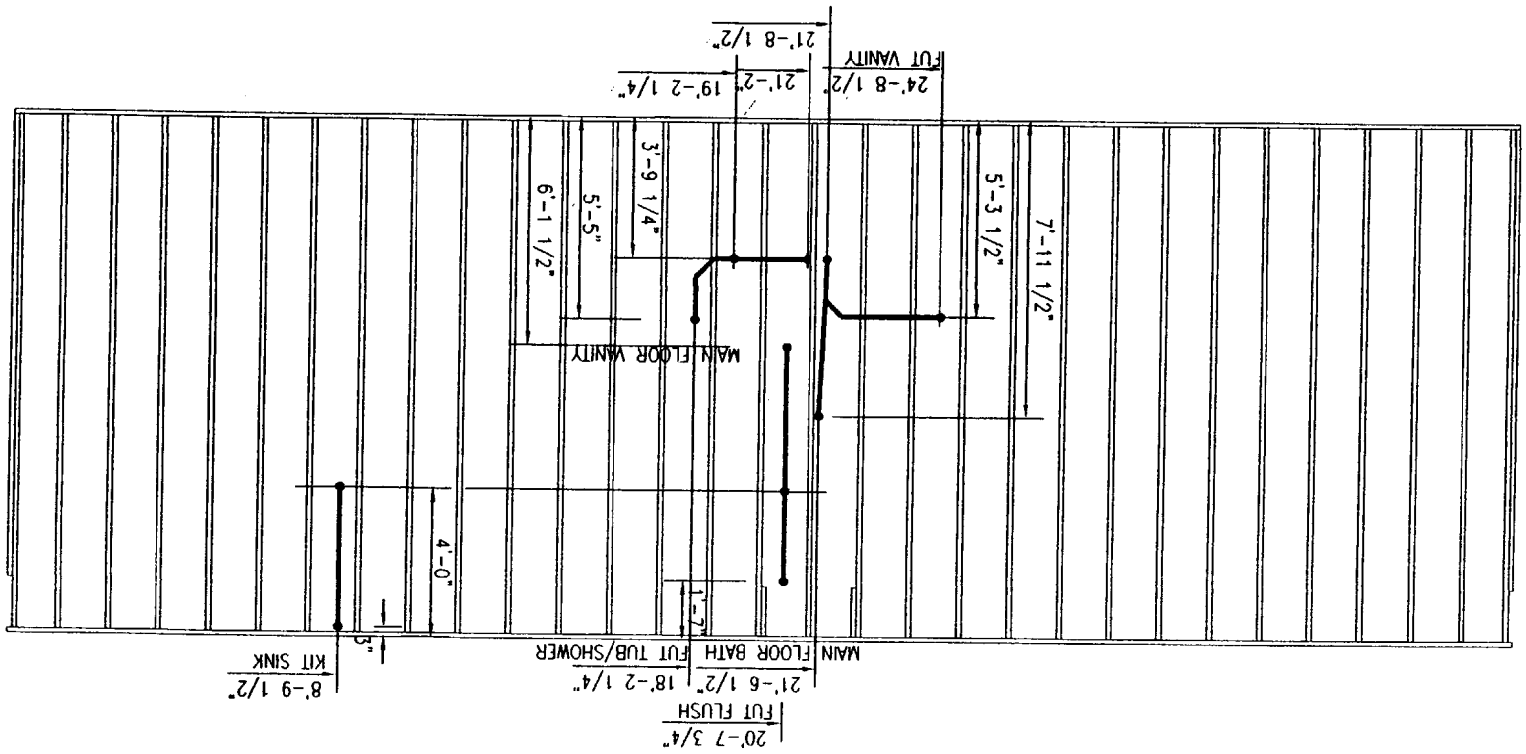 21'-8 1/2"
FUT VANITY
24'-8 1/2"
21'-2"
19'-2 1/4"
3'-9 1/4"
5'-5"
6'-1 1/2"
5'-3 1/2"
7'-11 1/2"
MAIN FLOOR VANITY
4'-0"
3"
1'-7"
KIT SINK
8'-9 1/2"
FUT TUB/SHOWER
18'-2 1/4"
MAIN FLOOR BATH
21'-6 1/2"
FUT FLUSH
20'-7 3/4"